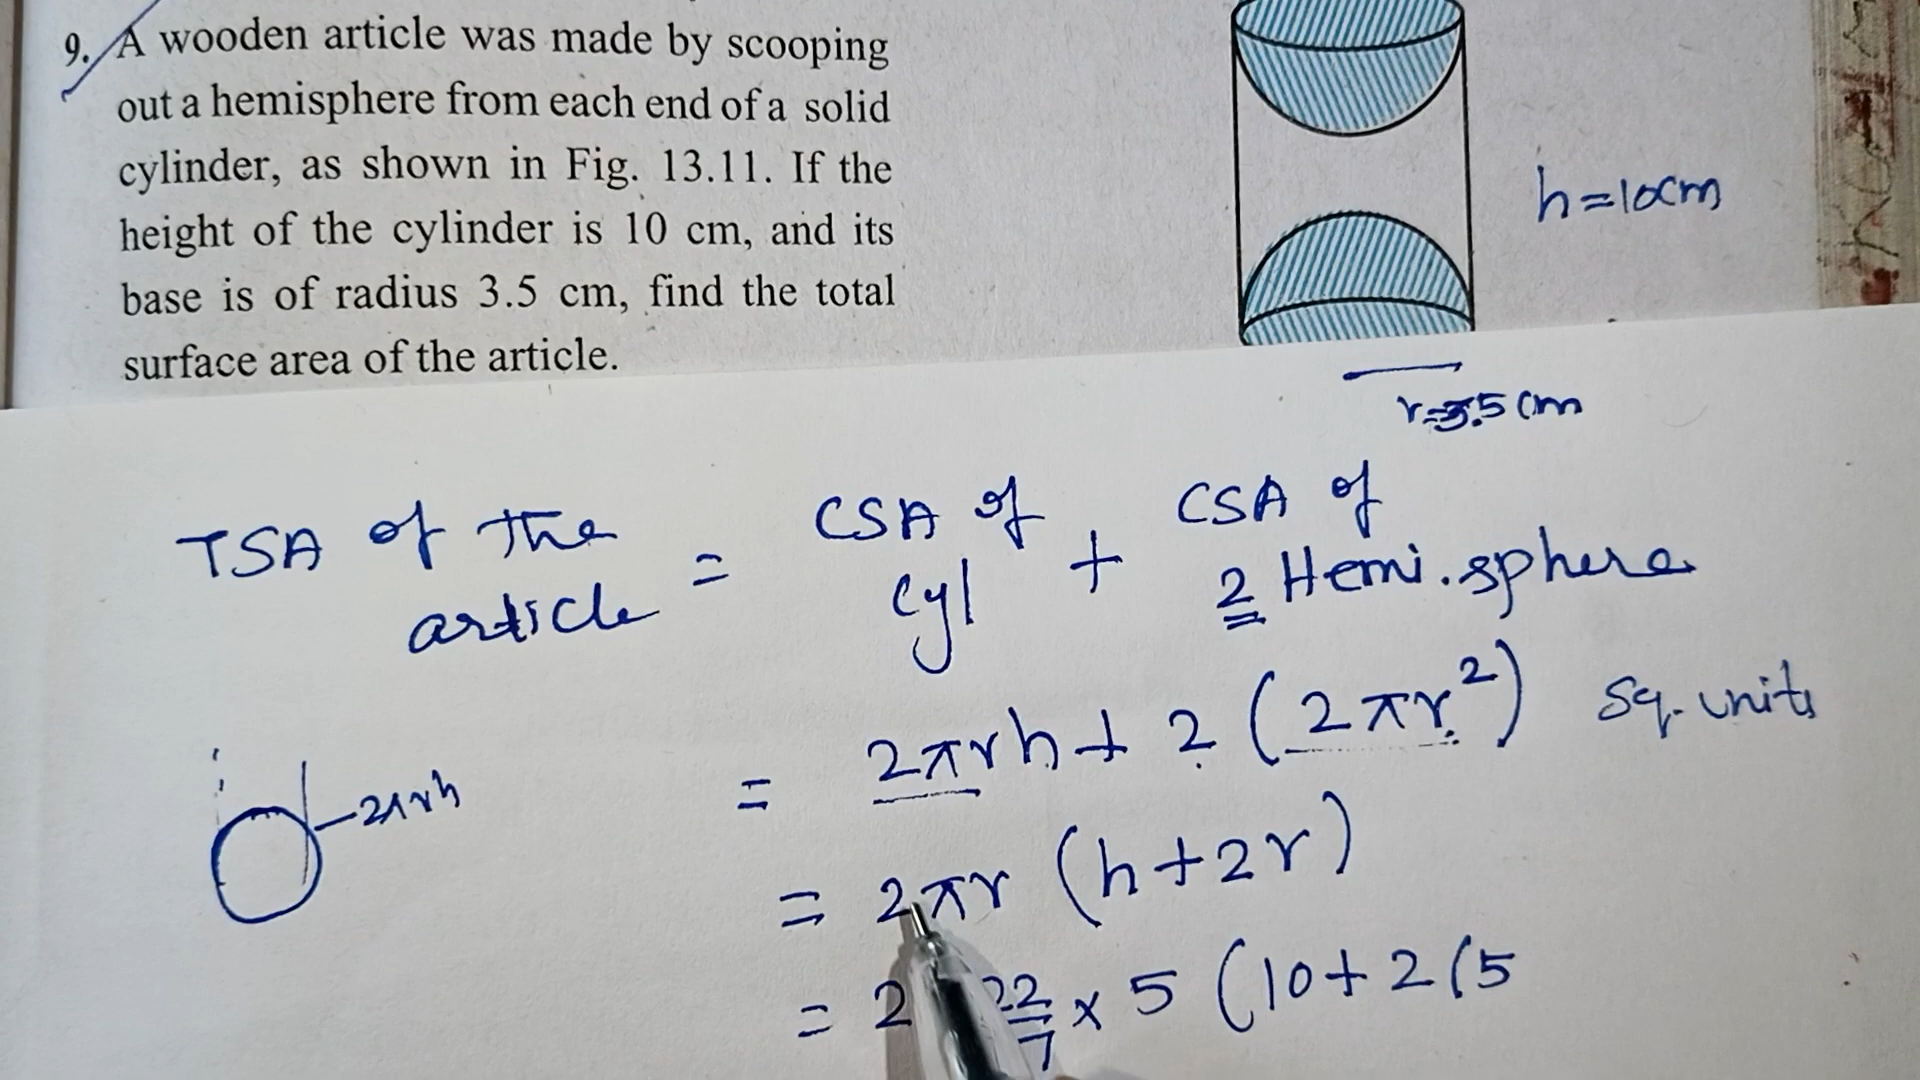 9. A wooden article was made by scooping
out a hemisphere from each end of a solid
cylinder, as shown in Fig. 13.11. If the
height of the cylinder is 10 cm, and its
base is of radius 3.5 cm, find the total
surface area of the article.
h=10cm
r=3.5 cm
TSA of the article = CSA of cyl + CSA of 2 Hemi.sphere
= 2πrh + 2 (2πr²) Sq. units
2πrh
= 2πr (h+2r)
= 2 22/7 × 5 (10+2(5